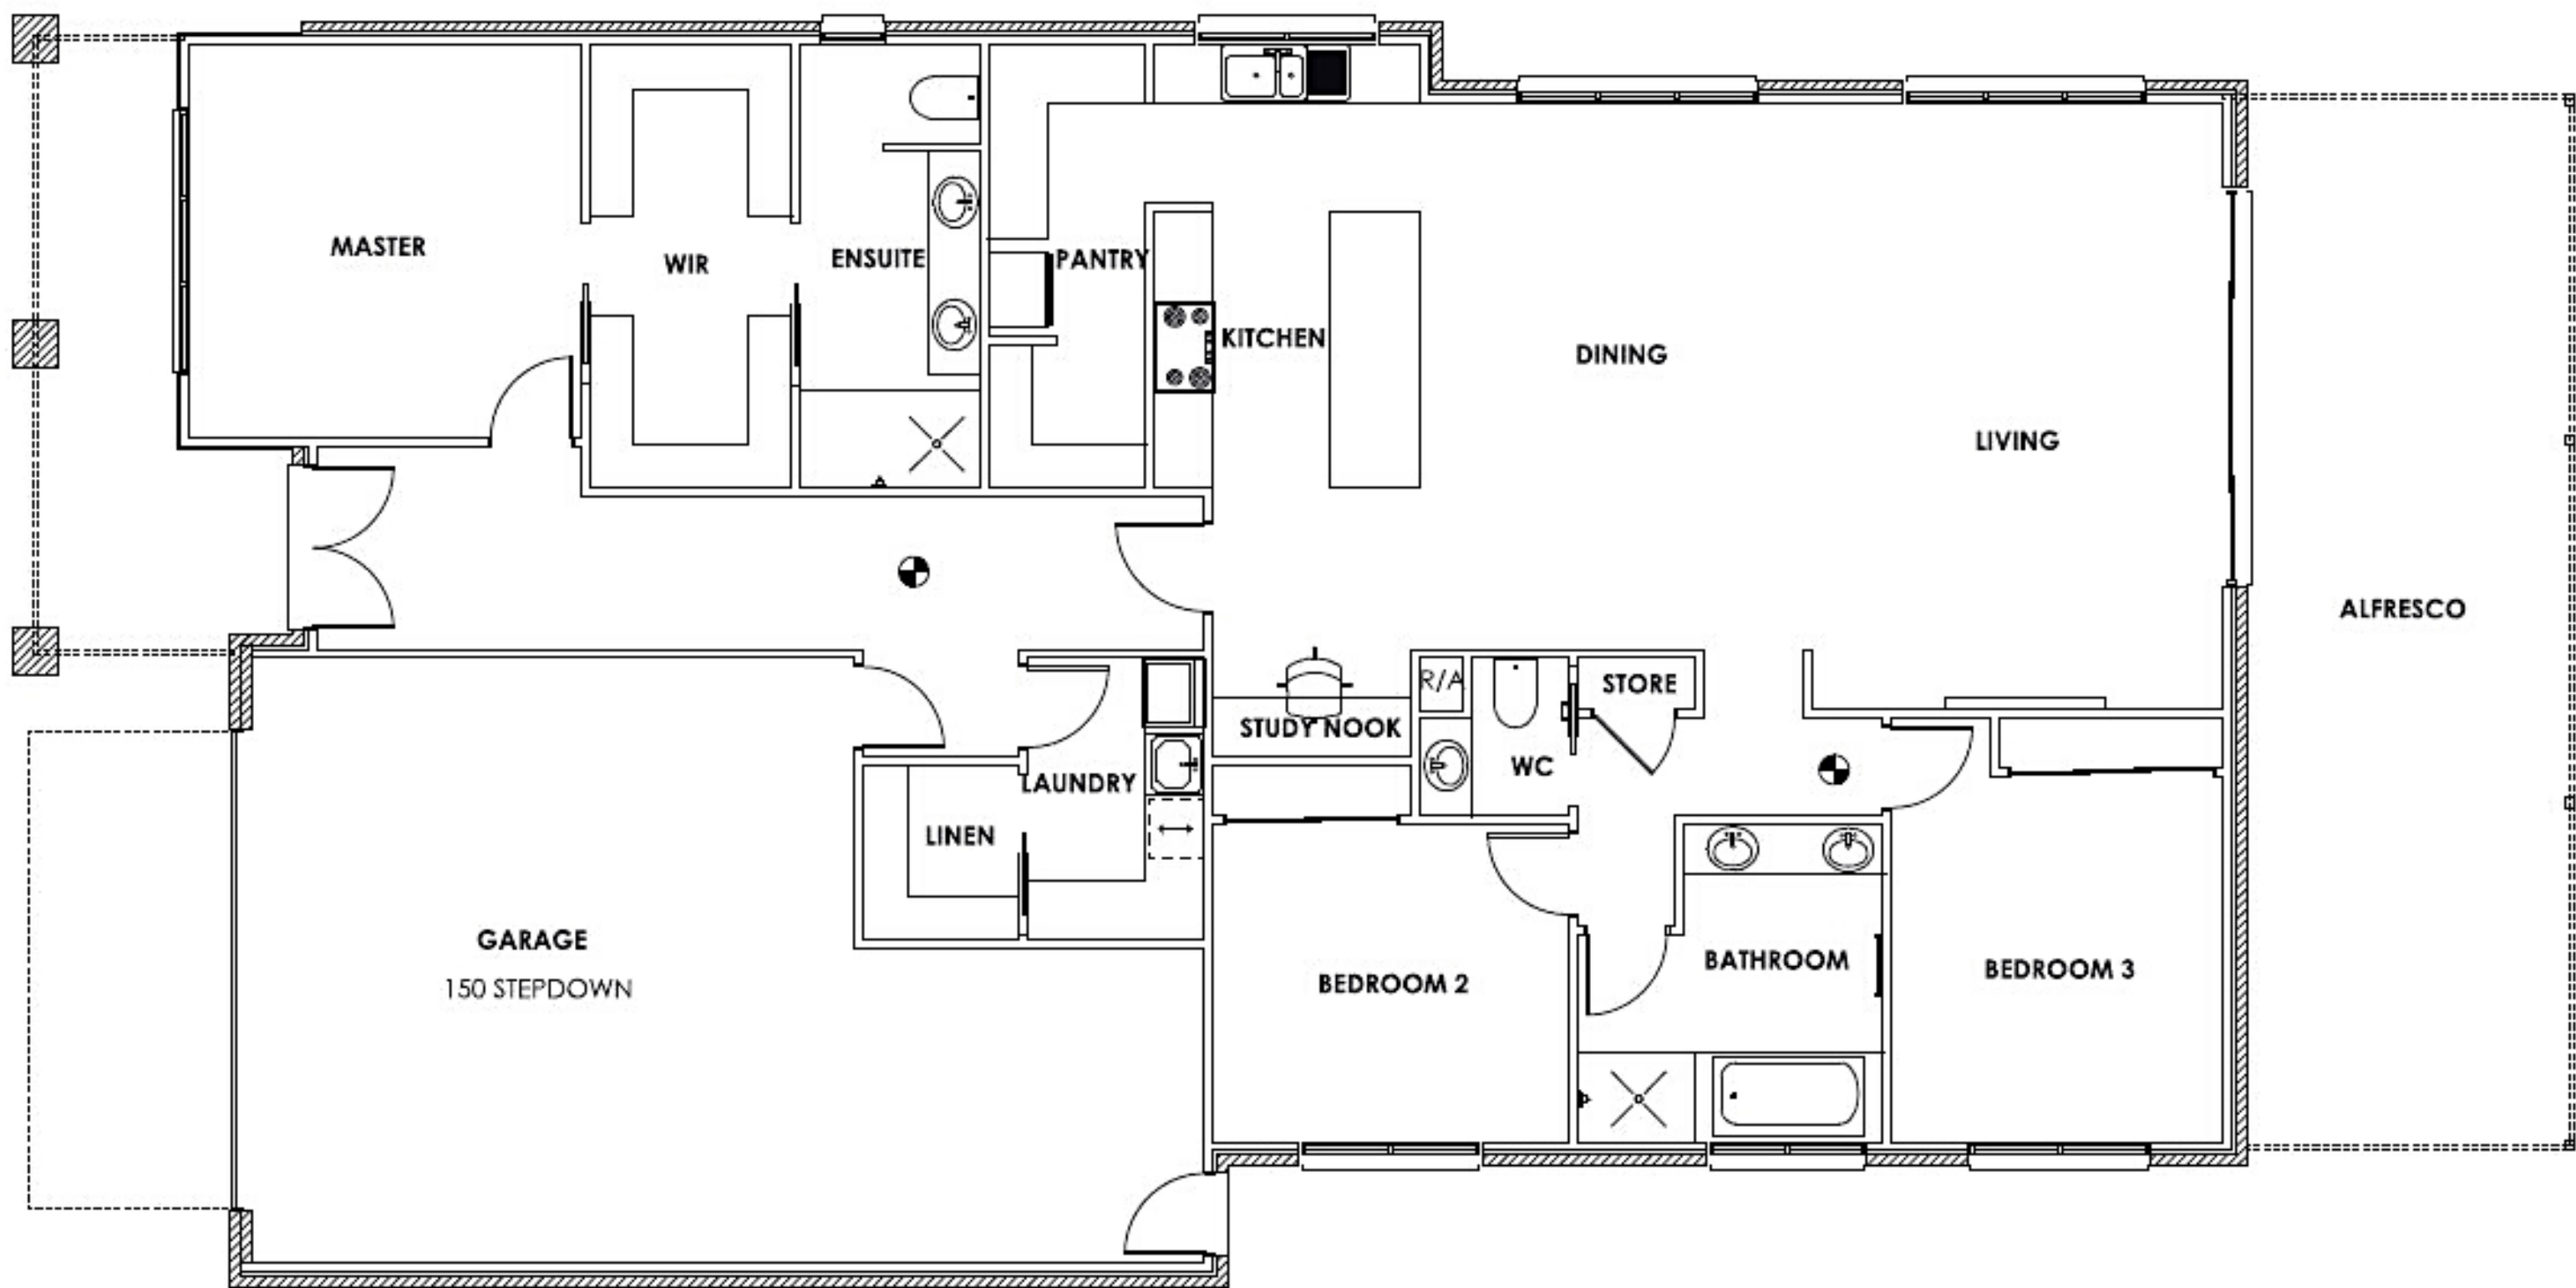 MASTER
WIR
ENSUITE
PANTRY
KITCHEN
DINING
LIVING
ALFRESCO
R/A
STORE
STUDY NOOK
WC
LAUNDRY
LINEN
GARAGE
150 STEPDOWN
BEDROOM 2
BATHROOM
BEDROOM 3